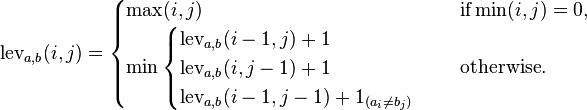 lev_{a,b}(i, j) = { max(i, j) if min(i, j) = 0,
min { lev_{a,b}(i − 1, j) + 1
lev_{a,b}(i, j − 1) + 1 otherwise.
lev_{a,b}(i − 1, j − 1) + 1_{(a_i ≠ b_j)}